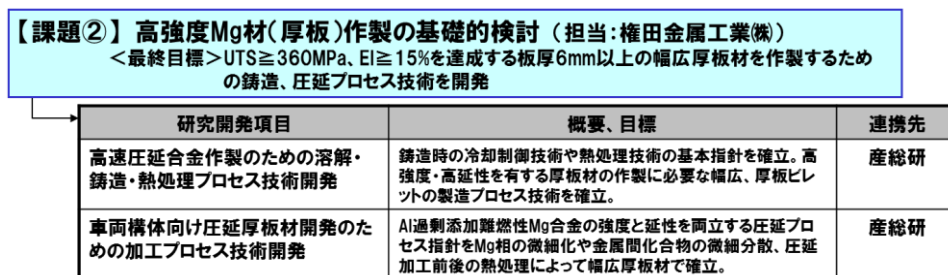 【課題②】 高強度Mg材(厚板)作製の基礎的検討 (担当:権田金属工業㈱)
<最終目標>UTS≧360MPa、El≧15%を達成する板厚6mm以上の幅広厚板材を作製するため
の鋳造、圧延プロセス技術を開発
研究開発項目 概要、目標 連携先
高速圧延合金作製のための溶解・
鋳造・熱処理プロセス技術開発
鋳造時の冷却制御技術や熱処理技術の基本指針を確立。高
強度・高延性を有する厚板材の作製に必要な幅広、厚板ビレ
ットの製造プロセス技術を確立。
産総研
車両構体向け圧延厚板材開発のた
めの加工プロセス技術開発
Al過剰添加難燃性Mg合金の強度と延性を両立する圧延プロ
セス指針をMg相の微細化や金属間化合物の微細分散、圧延
加工前後の熱処理によって幅広厚板材で確立。
産総研